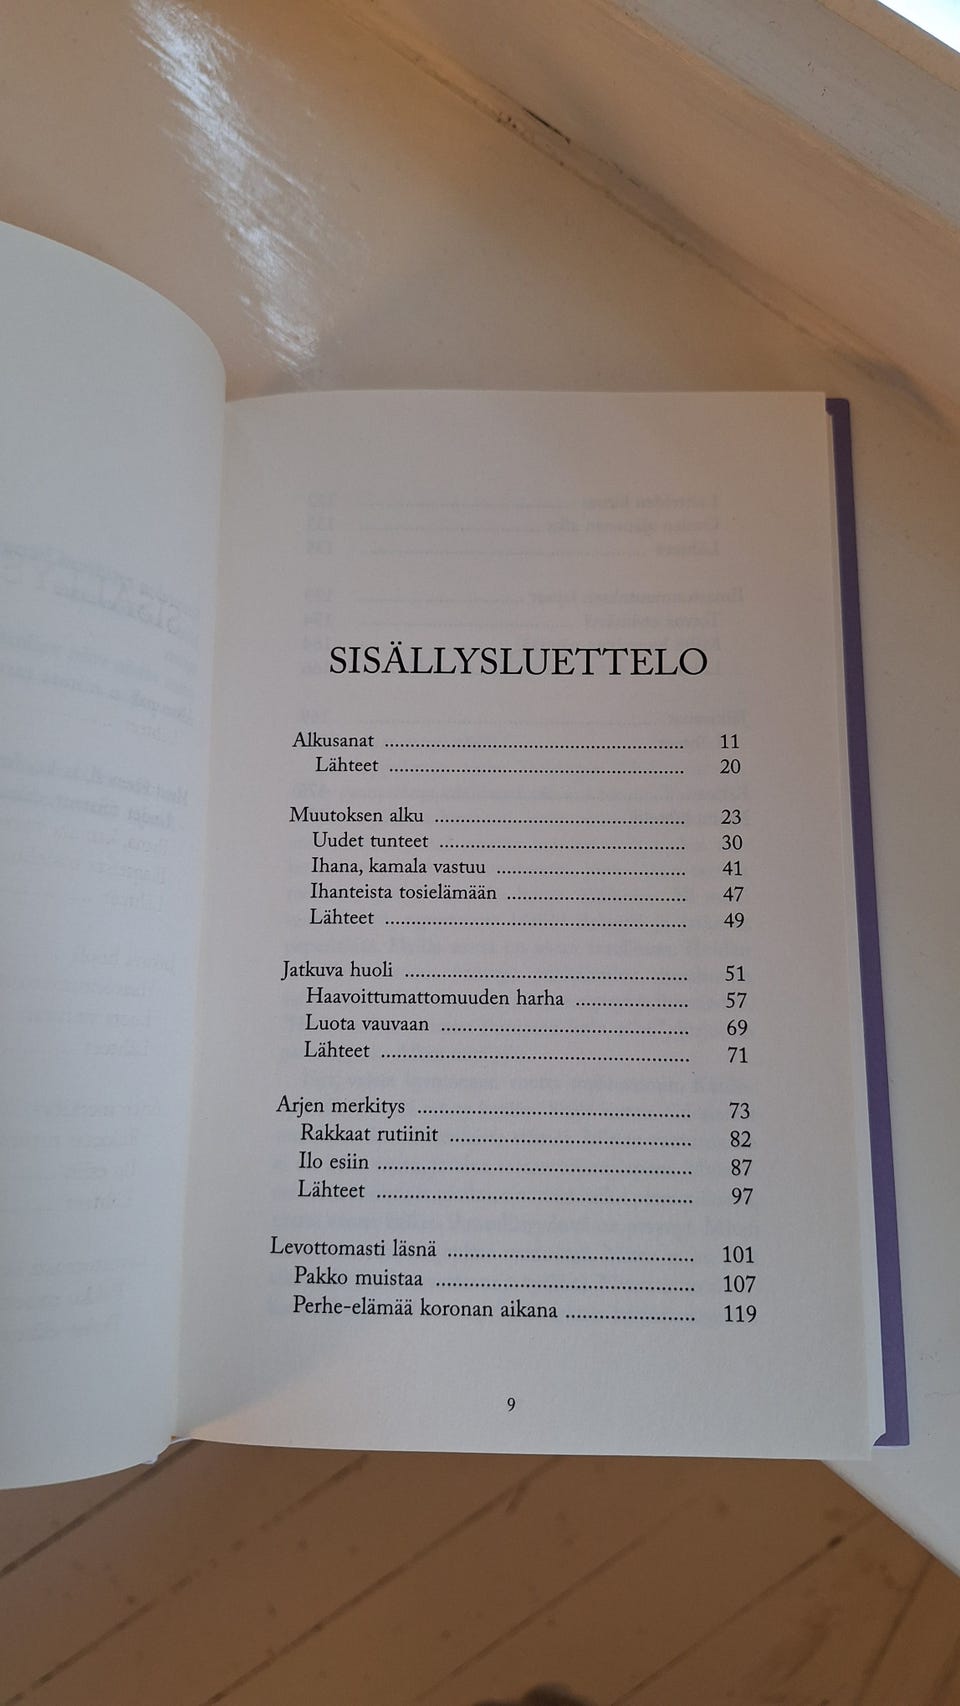 SISÄLLYSLUETTELO
Alkusanat ........................................................... 11
Lähteet .......................................................... 20
Muutoksen alku ................................................. 23
Uudet tunteet ................................................ 30
Ihana, kamala vastuu ..................................... 41
Ihanteista tosielämään ................................... 47
Lähteet .......................................................... 49
Jatkuva huoli ....................................................... 51
Haavoittumattomuuden harha ...................... 57
Luota vauvaan ................................................ 69
Lähteet .......................................................... 71
Arjen merkitys .................................................... 73
Rakkaat rutiinit .............................................. 82
Ilo esiin ............................................................ 87
Lähteet ............................................................ 97
Levottomasti läsnä .............................................. 101
Pakko muistaa ................................................. 107
Perhe-elämää koronan aikana ........................ 119
9